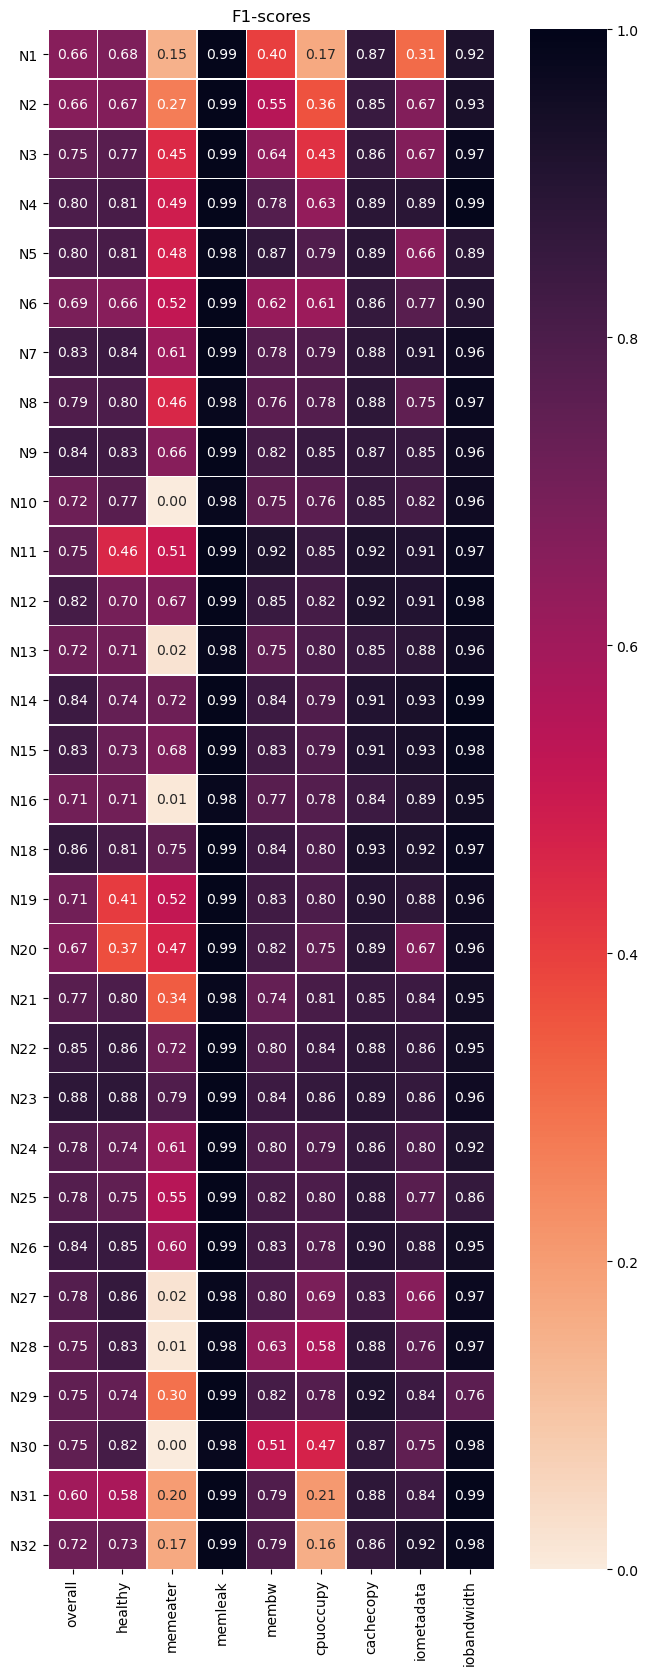 F1-scores
N1 0.66 0.68 0.15 0.99 0.40 0.17 0.87 0.31 0.92
N2 0.66 0.67 0.27 0.99 0.55 0.36 0.85 0.67 0.93
N3 0.75 0.77 0.45 0.99 0.64 0.43 0.86 0.67 0.97
N4 0.80 0.81 0.49 0.99 0.78 0.63 0.89 0.89 0.99
N5 0.80 0.81 0.48 0.98 0.87 0.79 0.89 0.66 0.89
N6 0.69 0.66 0.52 0.99 0.62 0.61 0.86 0.77 0.90
N7 0.83 0.84 0.61 0.99 0.78 0.79 0.88 0.91 0.96
N8 0.79 0.80 0.46 0.98 0.76 0.78 0.88 0.75 0.97
N9 0.84 0.83 0.66 0.99 0.82 0.85 0.87 0.85 0.96
N10 0.72 0.77 0.00 0.98 0.75 0.76 0.85 0.82 0.96
N11 0.75 0.46 0.51 0.99 0.92 0.85 0.92 0.91 0.97
N12 0.82 0.70 0.67 0.99 0.85 0.82 0.92 0.91 0.98
N13 0.72 0.71 0.02 0.98 0.75 0.80 0.85 0.88 0.96
N14 0.84 0.74 0.72 0.99 0.84 0.79 0.91 0.93 0.99
N15 0.83 0.73 0.68 0.99 0.83 0.79 0.91 0.93 0.98
N16 0.71 0.71 0.01 0.98 0.77 0.78 0.84 0.89 0.95
N18 0.86 0.81 0.75 0.99 0.84 0.80 0.93 0.92 0.97
N19 0.71 0.41 0.52 0.99 0.83 0.80 0.90 0.88 0.96
N20 0.67 0.37 0.47 0.99 0.82 0.75 0.89 0.67 0.96
N21 0.77 0.80 0.34 0.98 0.74 0.81 0.85 0.84 0.95
N22 0.85 0.86 0.72 0.99 0.80 0.84 0.88 0.86 0.95
N23 0.88 0.88 0.79 0.99 0.84 0.86 0.89 0.86 0.96
N24 0.78 0.74 0.61 0.99 0.80 0.79 0.86 0.80 0.92
N25 0.78 0.75 0.55 0.99 0.82 0.80 0.88 0.77 0.86
N26 0.84 0.85 0.60 0.99 0.83 0.78 0.90 0.88 0.95
N27 0.78 0.86 0.02 0.98 0.80 0.69 0.83 0.66 0.97
N28 0.75 0.83 0.01 0.98 0.63 0.58 0.88 0.76 0.97
N29 0.75 0.74 0.30 0.99 0.82 0.78 0.92 0.84 0.76
N30 0.75 0.82 0.00 0.98 0.51 0.47 0.87 0.75 0.98
N31 0.60 0.58 0.20 0.99 0.79 0.21 0.88 0.84 0.99
N32 0.72 0.73 0.17 0.99 0.79 0.16 0.86 0.92 0.98
overall healthy memeater memleak membw cpuoccupy cachecopy iometadata iobandwidth
1.0
0.8
0.6
0.4
0.2
0.0